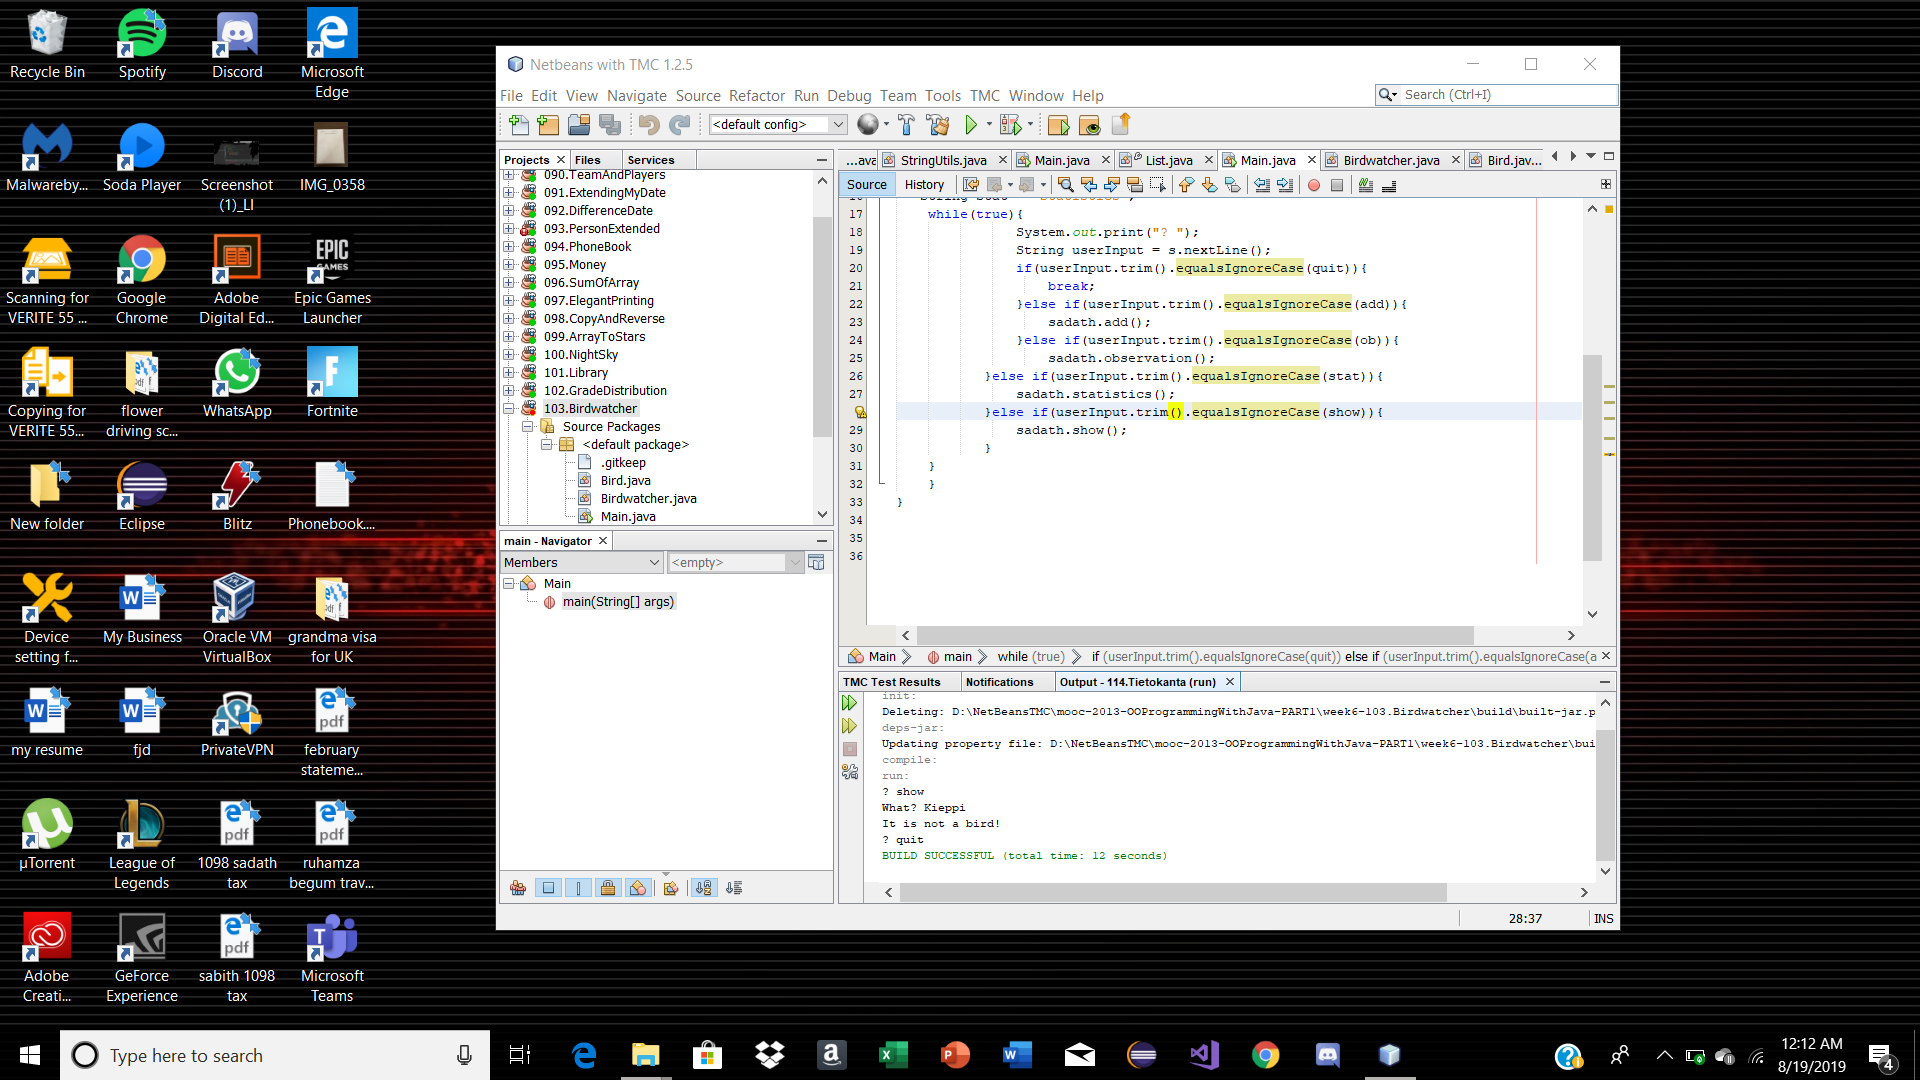 Recycle Bin
Spotify
Discord
Microsoft
Edge
Malwareby...
Soda Player
Screenshot
(1)_LI
IMG_0358
Scanning for
VERITE 55 ...
Google
Chrome
Adobe
Digital Ed...
EPIC
GAMES
Epic Games
Launcher
Copying for
VERITE 55...
flower
driving sc...
WhatsApp
Fortnite
New folder
Eclipse
Blitz
Phonebook....
Device
setting f...
My Business
Oracle VM
VirtualBox
grandma visa
for UK
my resume
fjd
PrivateVPN
february
stateme...
µTorrent
League of
Legends
1098 sadath
tax
ruhamza
begum trav...
Adobe
Creati...
GeForce
Experience
sabith 1098
tax
Microsoft
Teams
Netbeans with TMC 1.2.5
File Edit View Navigate Source Refactor Run Debug Team Tools TMC Window Help
Search (Ctrl+I)
<default config>
Projects Files Services
090.TeamAndPlayers
091.ExtendingMyDate
092.DifferenceDate
093.PersonExtended
094.PhoneBook
095.Money
096.SumOfArray
097.ElegantPrinting
098.CopyAndReverse
099.ArrayToStars
100.NightSky
101.Library
102.GradeDistribution
103.Birdwatcher
Source Packages
<default package>
.gitkeep
Bird.java
Birdwatcher.java
Main.java
main - Navigator
Members <empty>
Main
main(String[] args)
...ava StringUtils.java Main.java List.java Main.java Birdwatcher.java Bird.jav...
Source History
17 while(true){
18 System.out.print("? ");
19 String userInput = s.nextLine();
20 if(userInput.trim().equalsIgnoreCase(quit)){
21 break;
22 }else if(userInput.trim().equalsIgnoreCase(add)){
23 sadath.add();
24 }else if(userInput.trim().equalsIgnoreCase(ob)){
25 sadath.observation();
26 }else if(userInput.trim().equalsIgnoreCase(stat)){
27 sadath.statistics();
}else if(userInput.trim().equalsIgnoreCase(show)){
29 sadath.show();
30 }
31 }
32 }
33 }
34
35
36
Main main while (true) if (userInput.trim().equalsIgnoreCase(quit)) else if (userInput.trim().equalsIgnoreCase(a
TMC Test Results Notifications Output - 114.Tietokanta (run)
init:
Deleting: D:\NetBeansTMC\mooc-2013-OOProgrammingWithJava-PART1\week6-103.Birdwatcher\build\built-jar.p
deps-jar:
Updating property file: D:\NetBeansTMC\mooc-2013-OOProgrammingWithJava-PART1\week6-103.Birdwatcher\bui
compile:
run:
? show
What? Kieppi
It is not a bird!
? quit
BUILD SUCCESSFUL (total time: 12 seconds)
28:37 INS
Type here to search
12:12 AM
8/19/2019
4